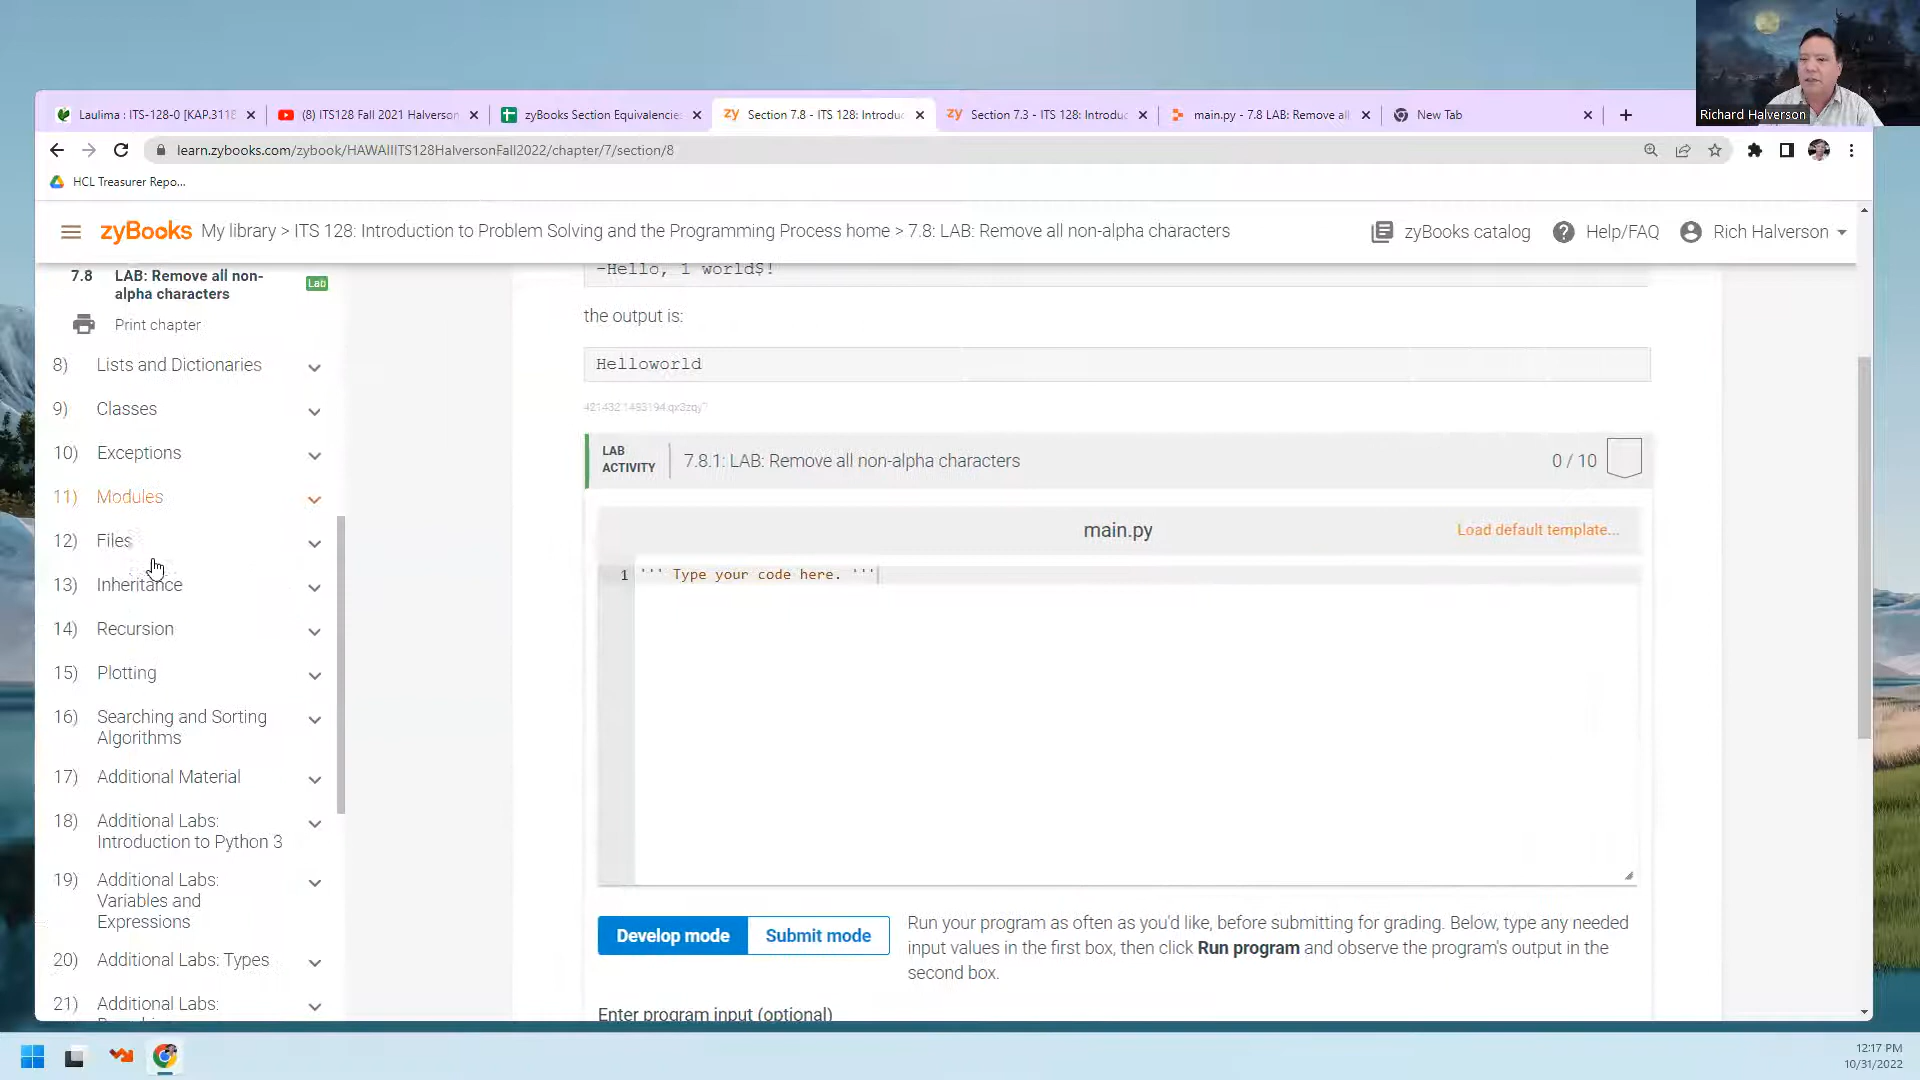 Richard Halverson
Laulima : ITS-128-0 [KAP.311E
(8) ITS128 Fall 2021 Halverson
zyBooks Section Equivalencie
zy Section 7.8 - ITS 128: Introduc
zy Section 7.3 - ITS 128: Introduc
main.py - 7.8 LAB: Remove all
New Tab
learn.zybooks.com/zybook/HAWAIIITS128HalversonFall2022/chapter/7/section/8
HCL Treasurer Repo...
zyBooks My library > ITS 128: Introduction to Problem Solving and the Programming Process home > 7.8: LAB: Remove all non-alpha characters
zyBooks catalog
Help/FAQ
Rich Halverson
7.8 LAB: Remove all non-
alpha characters
Lab
Print chapter
8) Lists and Dictionaries
9) Classes
10) Exceptions
11) Modules
12) Files
13) Inheritance
14) Recursion
15) Plotting
16) Searching and Sorting
Algorithms
17) Additional Material
18) Additional Labs:
Introduction to Python 3
19) Additional Labs:
Variables and
Expressions
20) Additional Labs: Types
21) Additional Labs:
-Hello, 1 world$!
the output is:
Helloworld
LAB
ACTIVITY
7.8.1: LAB: Remove all non-alpha characters
0 / 10
main.py
Load default template...
1 ''' Type your code here. '''
Develop mode
Submit mode
Run your program as often as you'd like, before submitting for grading. Below, type any needed
input values in the first box, then click Run program and observe the program's output in the
second box.
Enter program input (optional)
12:17 PM
10/31/2022